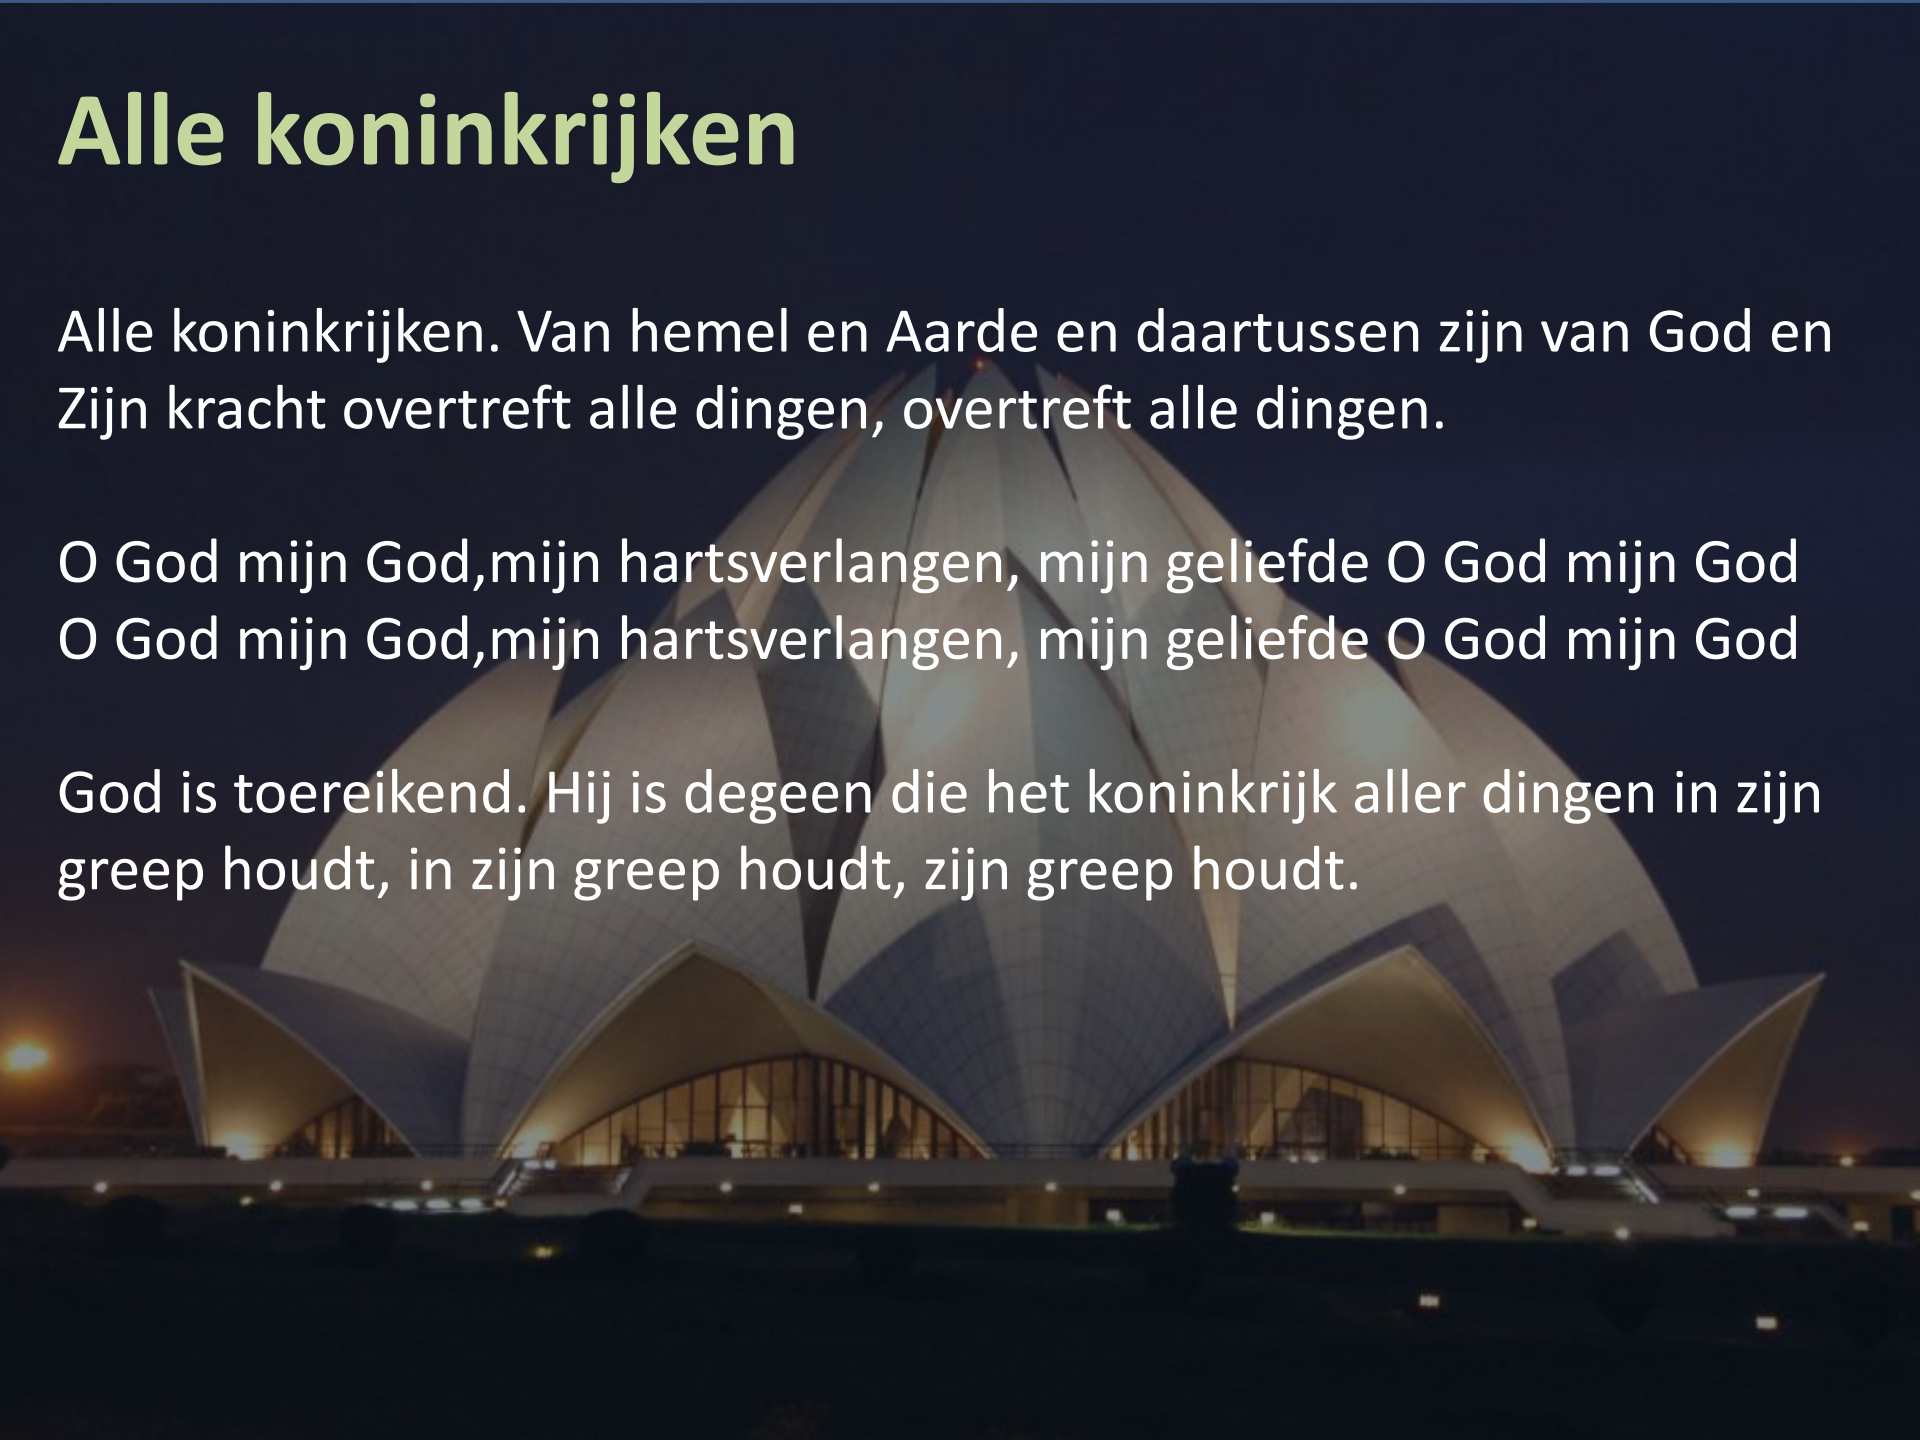 Alle koninkrijken
Alle koninkrijken. Van hemel en Aarde en daartussen zijn van God en
Zijn kracht overtreft alle dingen, overtreft alle dingen.
O God mijn God,mijn hartsverlangen, mijn geliefde O God mijn God
O God mijn God,mijn hartsverlangen, mijn geliefde O God mijn God
God is toereikend. Hij is degeen die het koninkrijk aller dingen in zijn
greep houdt, in zijn greep houdt, zijn greep houdt.